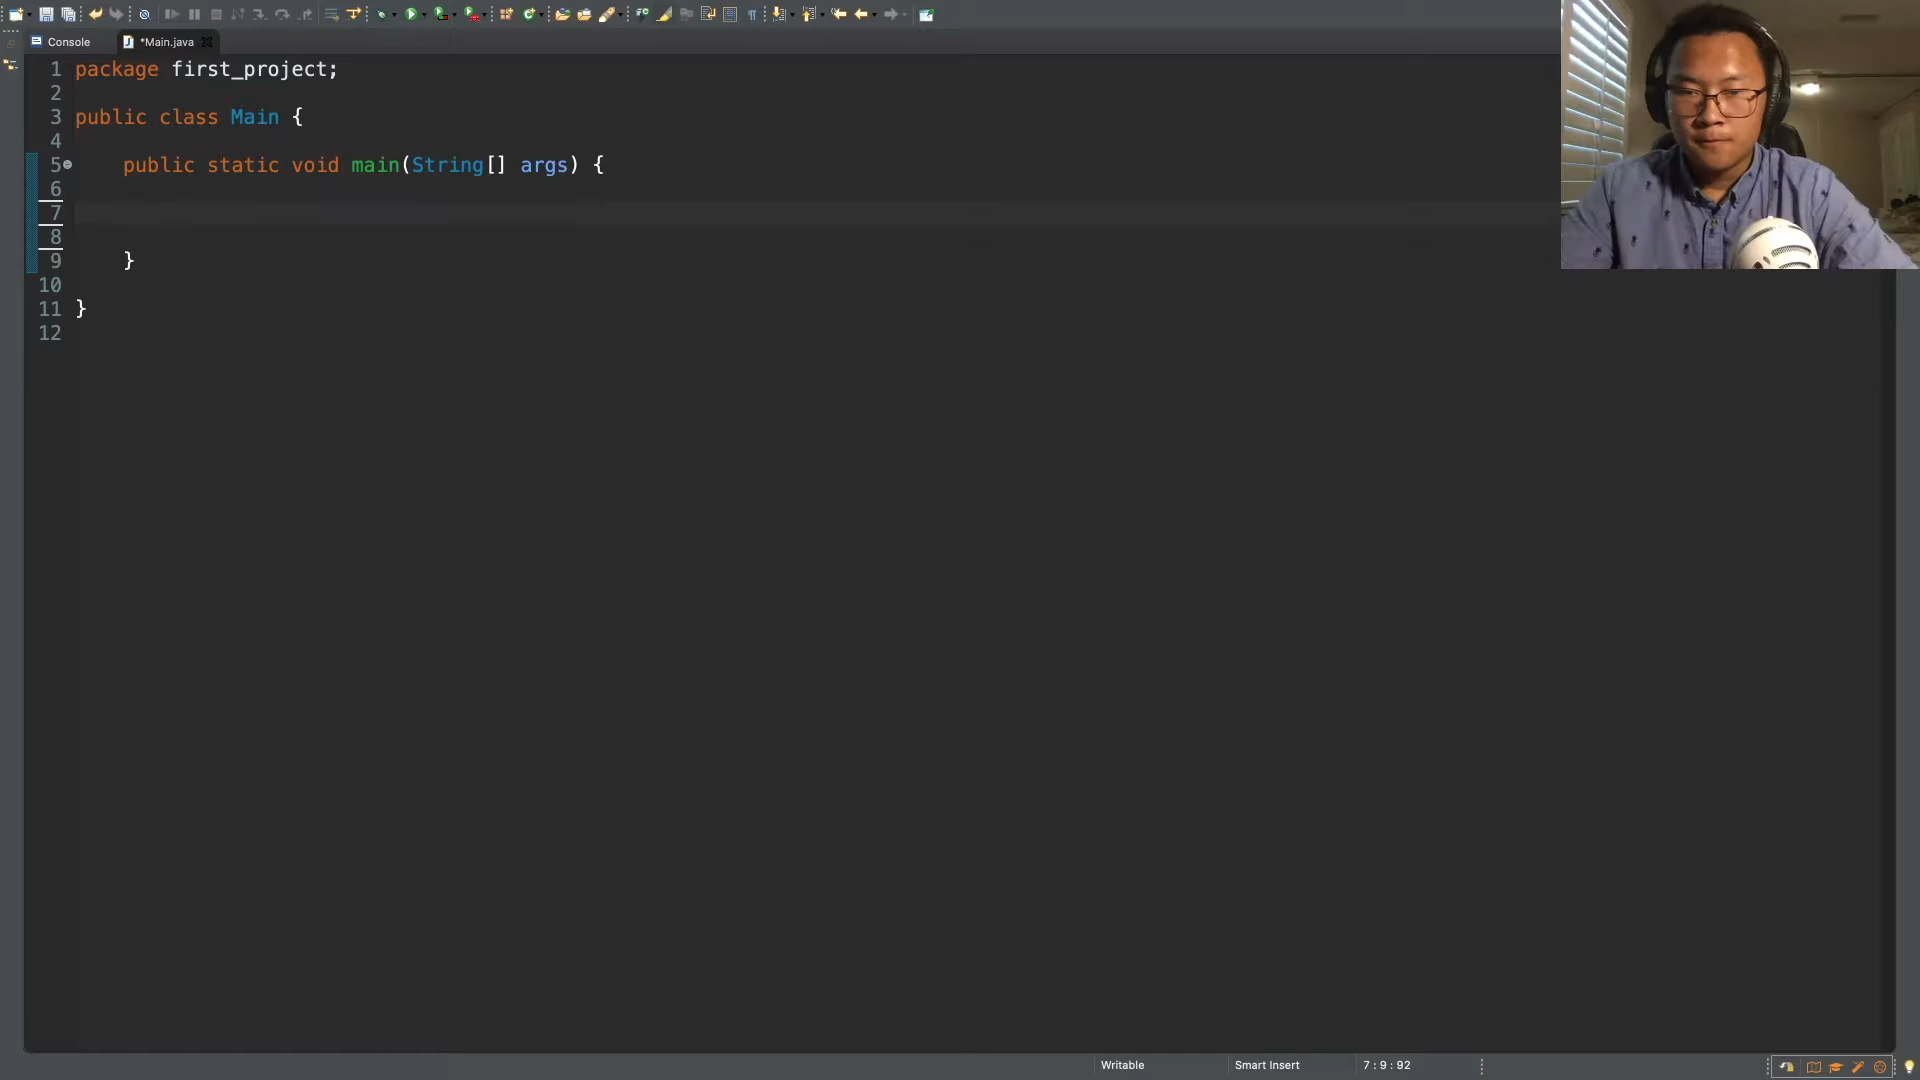 Console
*Main.java
1 package first_project;
2
3 public class Main {
4
5 public static void main(String[] args) {
6
7
8
9 }
10
11 }
12
Writable
Smart Insert
7 : 9 : 92